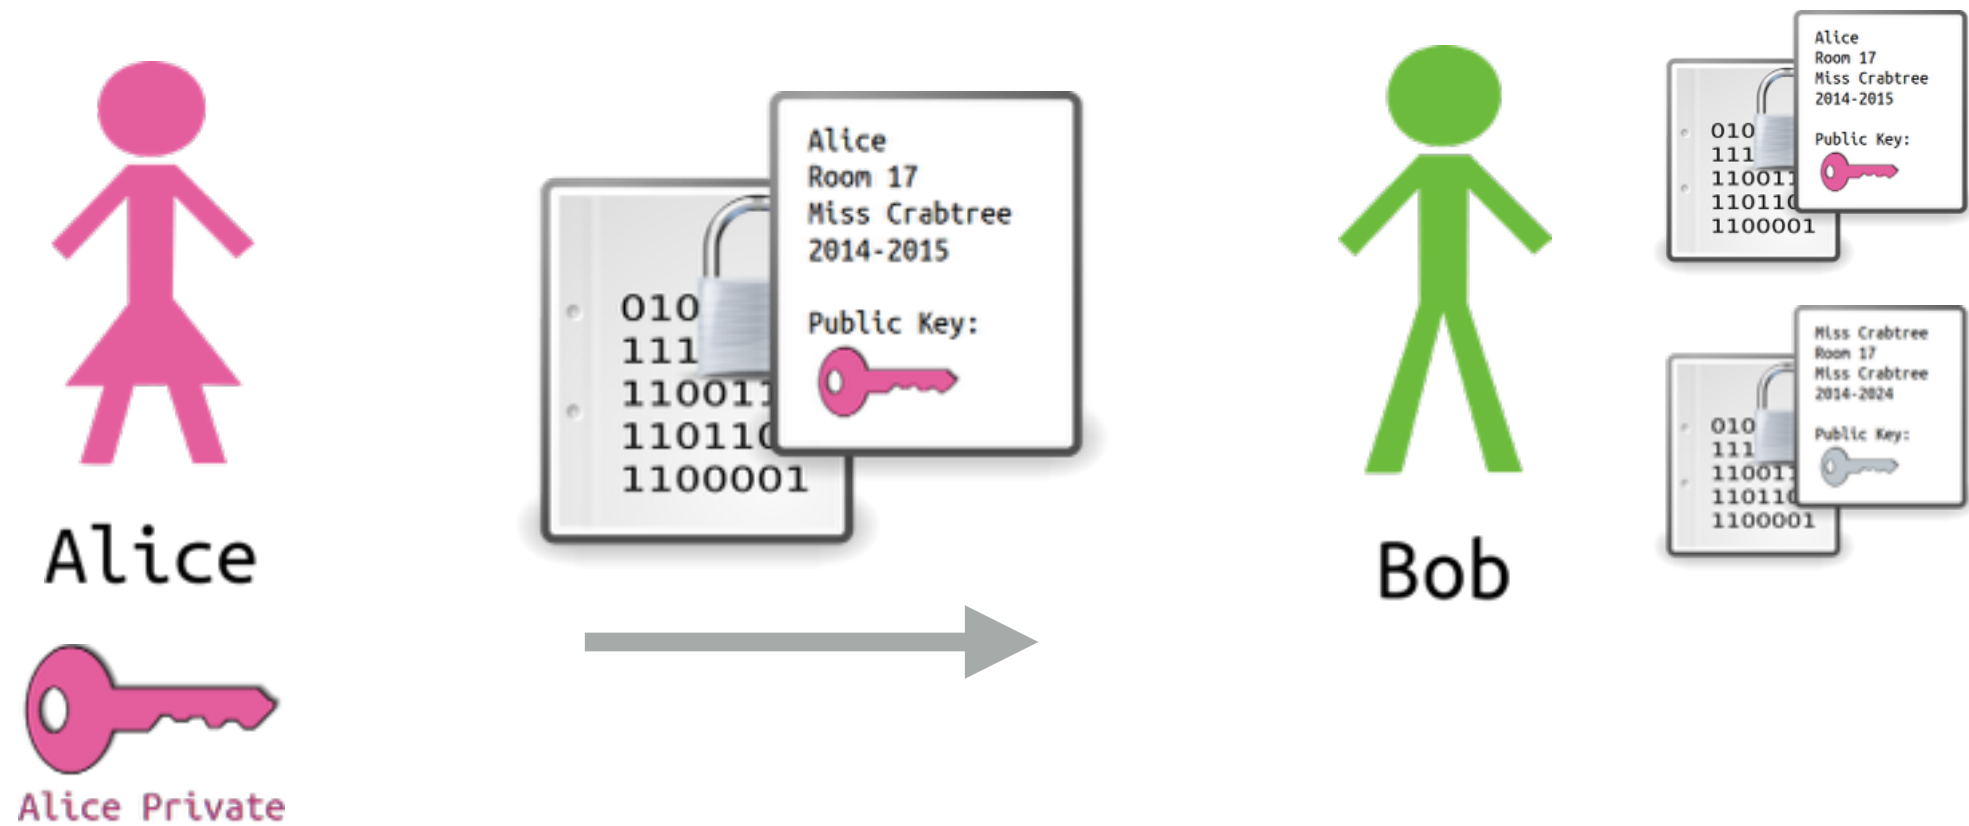 Alice
Alice Private
010
111
110011
110110
1100001
Alice
Room 17
Miss Crabtree
2014-2015
Public Key:
Bob
010
111
110011
110110
1100001
Alice
Room 17
Miss Crabtree
2014-2015
Public Key:
010
111
110011
110110
1100001
Miss Crabtree
Room 17
Miss Crabtree
2014-2024
Public Key: